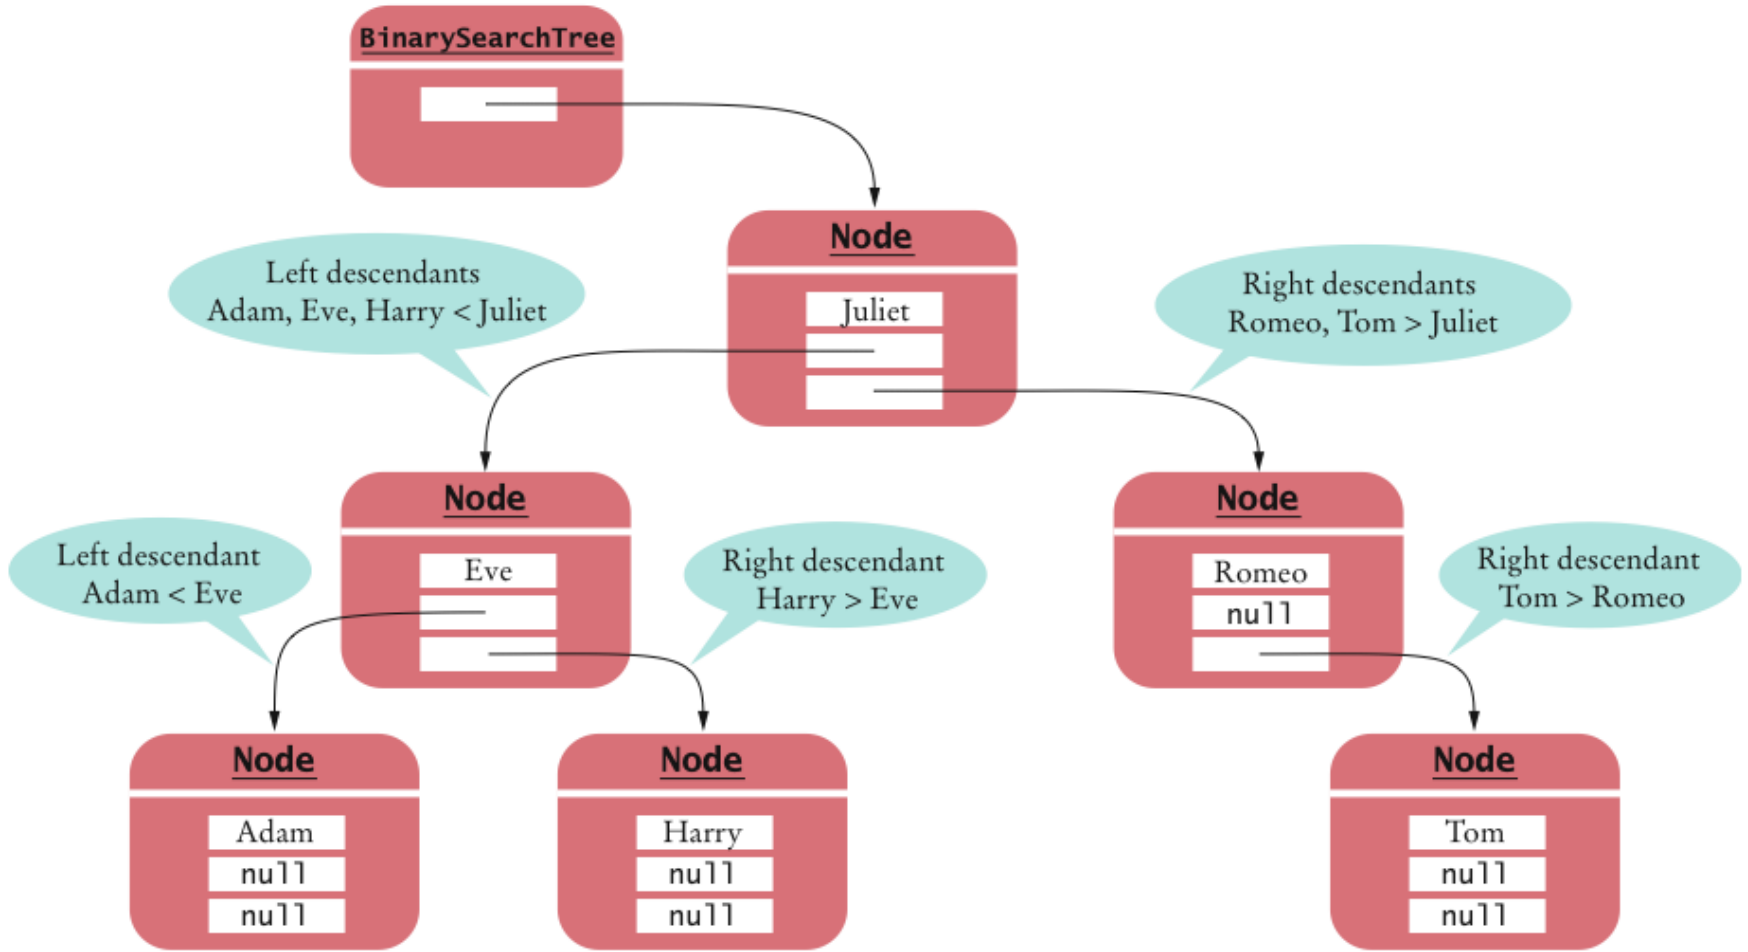 BinarySearchTree
Node
Juliet
Left descendants
Adam, Eve, Harry < Juliet
Right descendants
Romeo, Tom > Juliet
Node
Eve
Left descendant
Adam < Eve
Right descendant
Harry > Eve
Node
Romeo
null
Right descendant
Tom > Romeo
Node
Adam
null
null
Node
Harry
null
null
Node
Tom
null
null